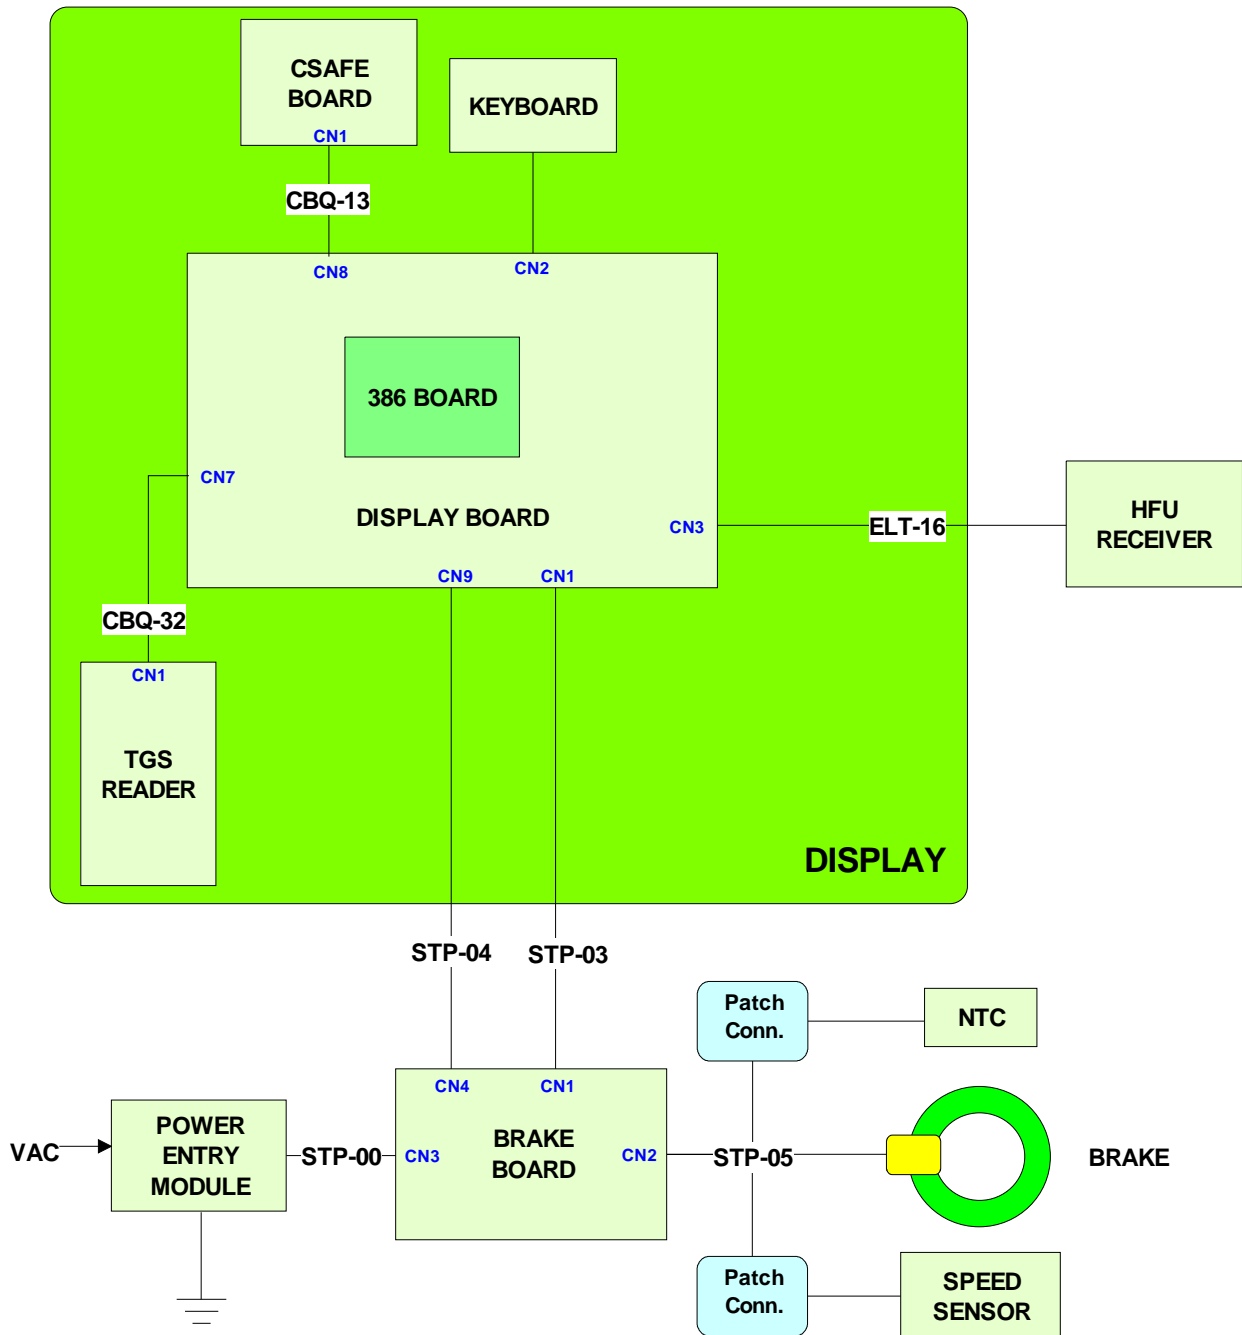 CSAFE
BOARD
CN1
KEYBOARD
CBQ-13
CN8
CN2
386 BOARD
CN7
DISPLAY BOARD
CN3
ELT-16
HFU
RECEIVER
CN9
CN1
CBQ-32
CN1
TGS
READER
DISPLAY
STP-04
STP-03
Patch
Conn.
NTC
CN4
CN1
POWER
ENTRY
MODULE
VAC
STP-00
CN3
BRAKE
BOARD
CN2
STP-05
BRAKE
Patch
Conn.
SPEED
SENSOR